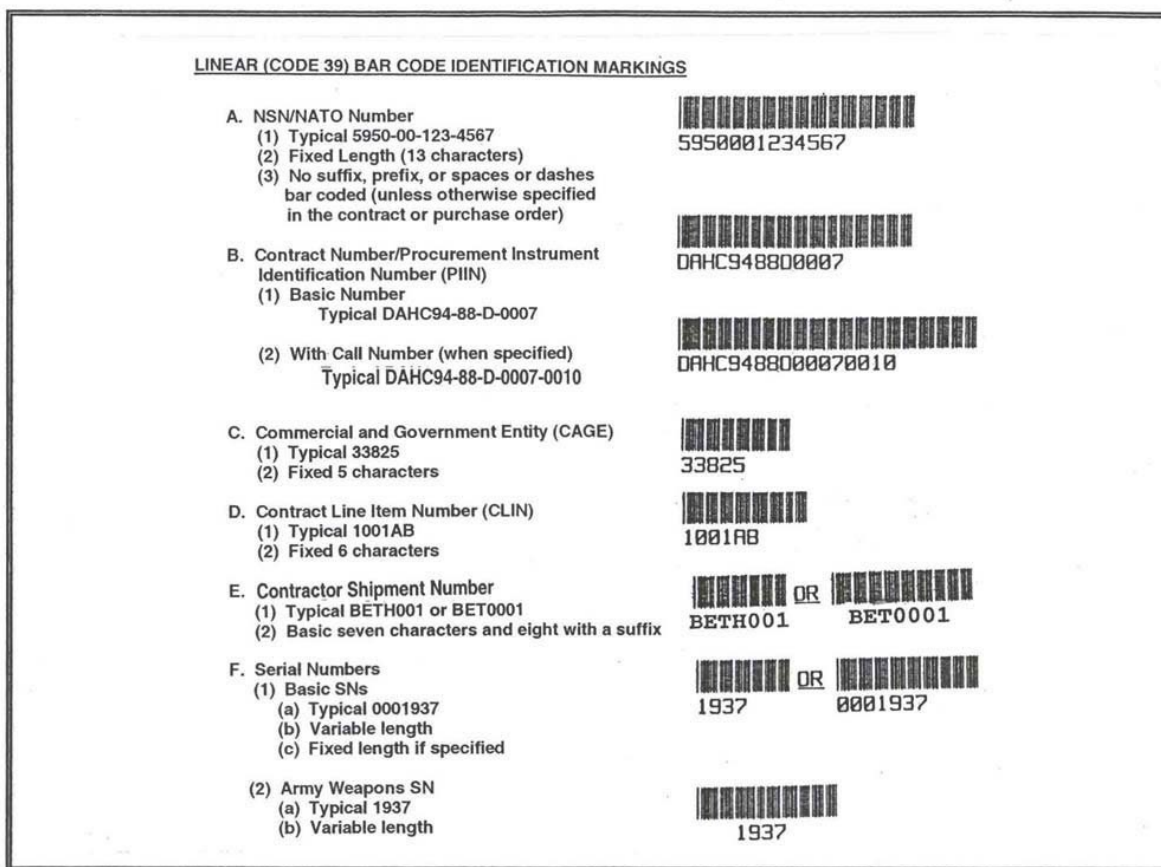 LINEAR (CODE 39) BAR CODE IDENTIFICATION MARKINGS
A. NSN/NATO Number
(1) Typical 5950-00-123-4567
(2) Fixed Length (13 characters)
(3) No suffix, prefix, or spaces or dashes
bar coded (unless otherwise specified
in the contract or purchase order)
5950001234567
B. Contract Number/Procurement Instrument
Identification Number (PIIN)
(1) Basic Number
Typical DAHC94-88-D-0007
DAHC9488D0007
(2) With Call Number (when specified)
Typical DAHC94-88-D-0007-0010
DAHC9488D00070010
C. Commercial and Government Entity (CAGE)
(1) Typical 33825
(2) Fixed 5 characters
33825
D. Contract Line Item Number (CLIN)
(1) Typical 1001AB
(2) Fixed 6 characters
1001AB
E. Contractor Shipment Number
(1) Typical BETH001 or BET0001
(2) Basic seven characters and eight with a suffix
OR
BETH001 BET0001
F. Serial Numbers
(1) Basic SNs
(a) Typical 0001937
(b) Variable length
(c) Fixed length if specified
OR
1937 0001937
(2) Army Weapons SN
(a) Typical 1937
(b) Variable length
1937